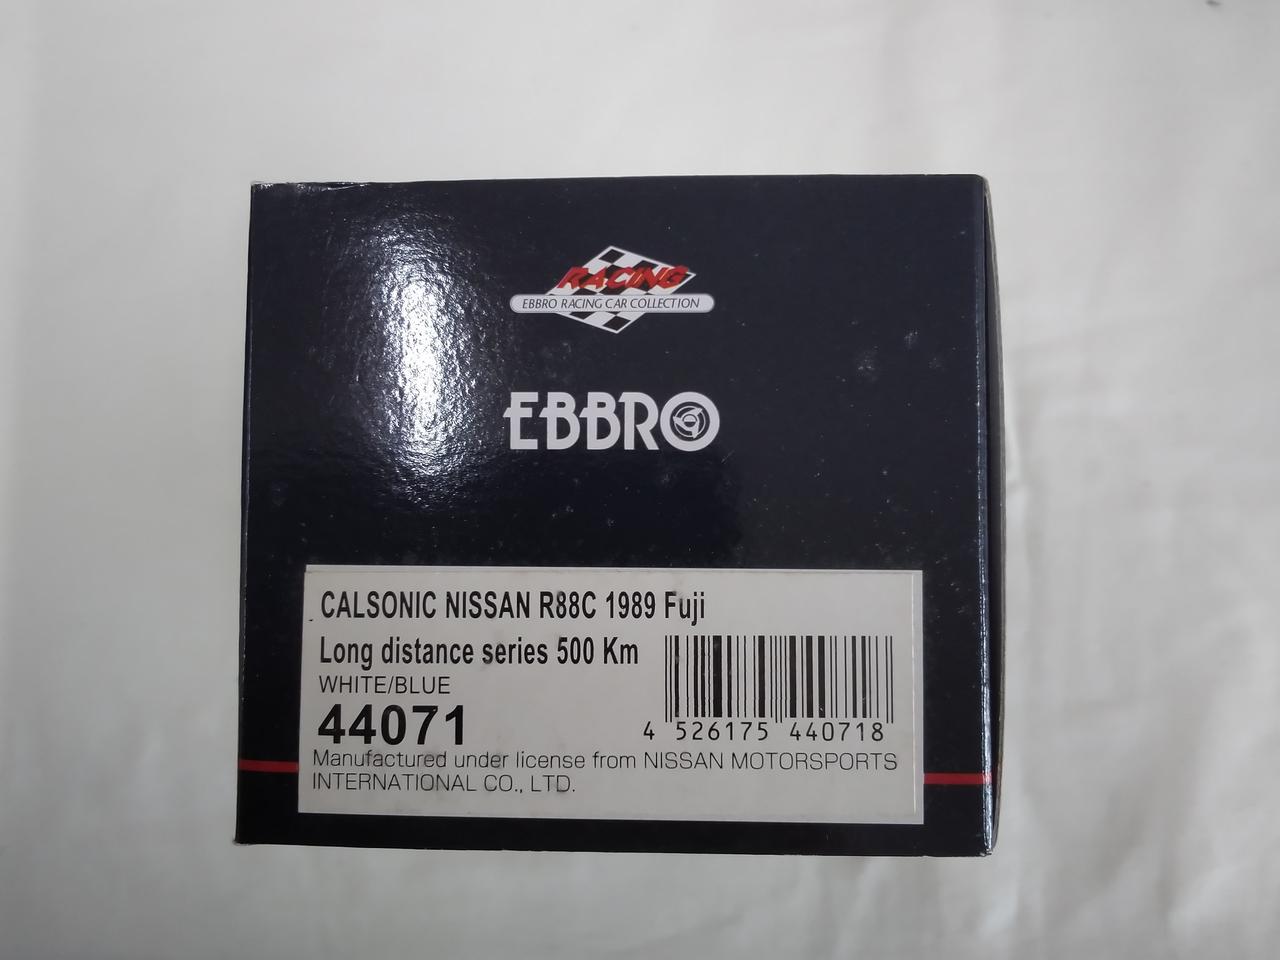 RACING
EBBRO RACING CAR COLLECTION
EBBRO
CALSONIC NISSAN R88C 1989 Fuji
Long distance series 500 Km
WHITE/BLUE
44071
4 526175 440718
Manufactured under license from NISSAN MOTORSPORTS
INTERNATIONAL CO., LTD.